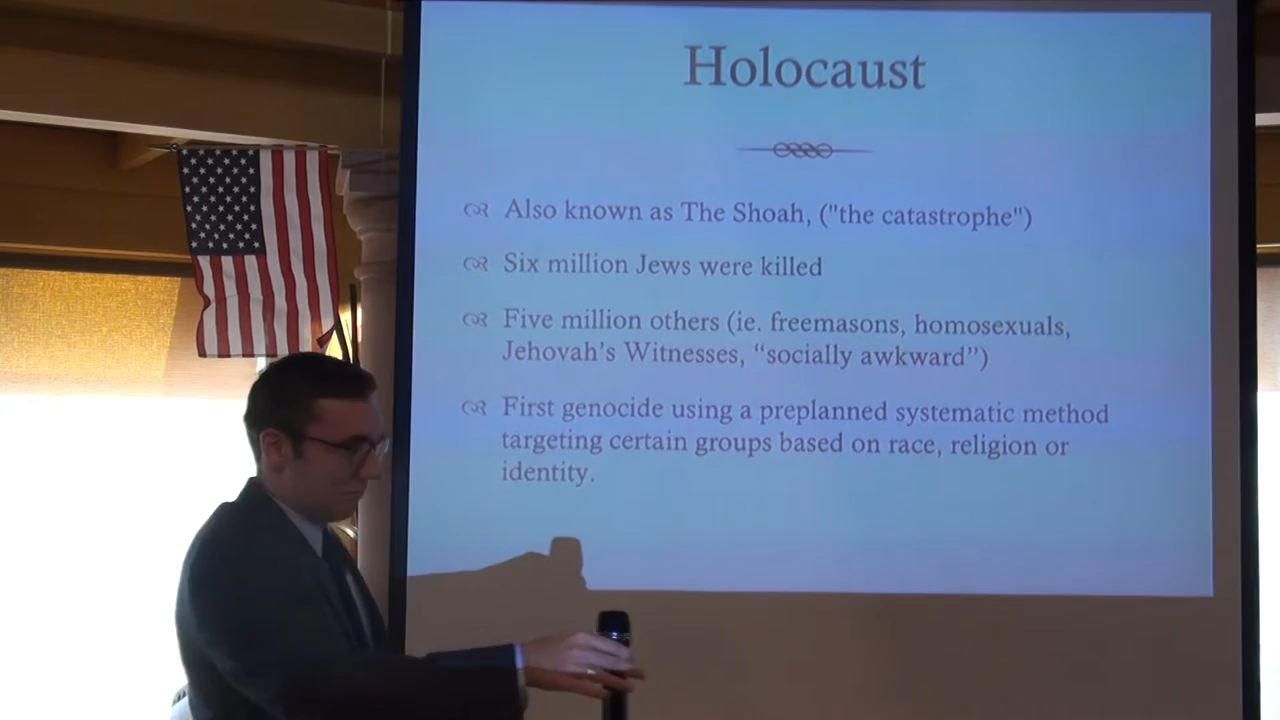 Holocaust
Also known as The Shoah, ("the catastrophe")
Six million Jews were killed
Five million others (ie. freemasons, homosexuals,
Jehovah's Witnesses, “socially awkward”)
First genocide using a preplanned systematic method
targeting certain groups based on race, religion or
identity.